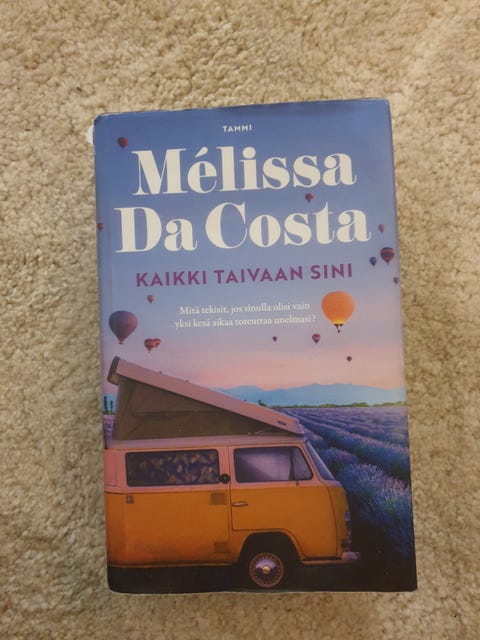 TAMMI
Mélissa
Da Costa
KAIKKI TAIVAAN SINI
Mitä tekisit, jos sinulla olisi vain
yksi kesä aikaa toteuttaa unelmasi?